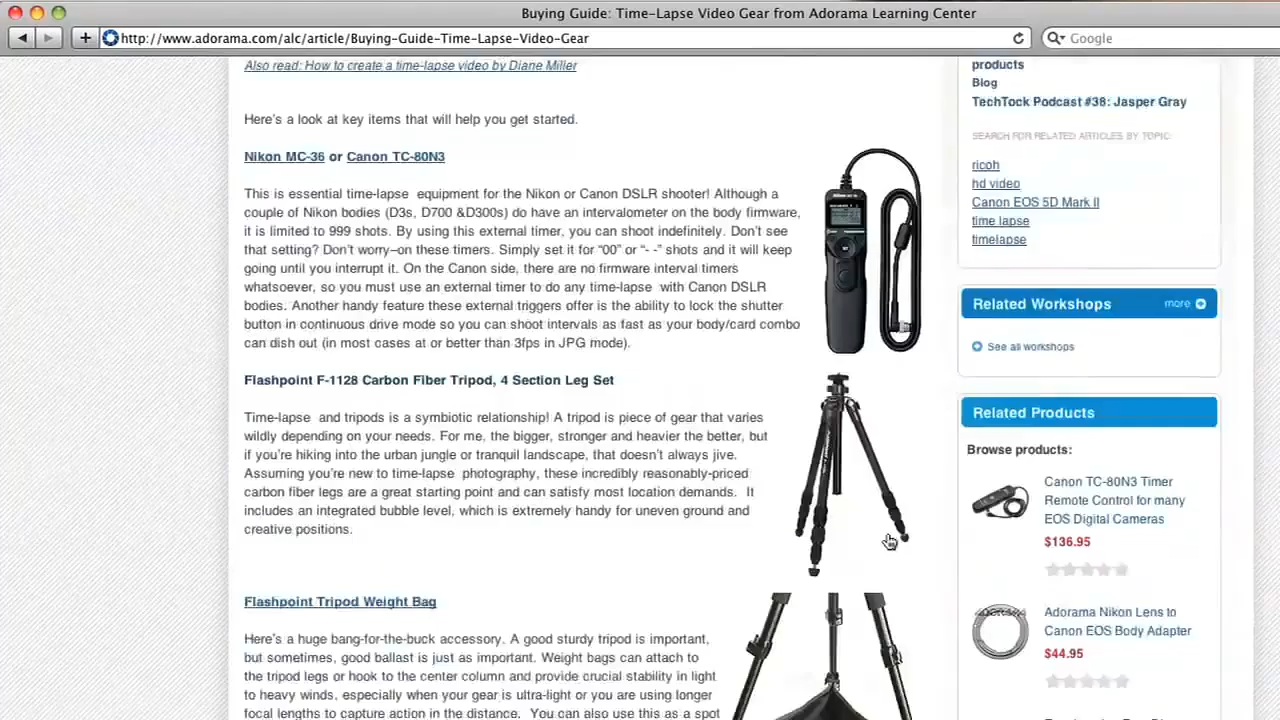 Buying Guide: Time-Lapse Video Gear from Adorama Learning Center
http://www.adorama.com/alc/article/Buying-Guide-Time-Lapse-Video-Gear
Google
Also read: How to create a time-lapse video by Diane Miller
Here's a look at key items that will help you get started.
Nikon MC-36 or Canon TC-80N3
This is essential time-lapse equipment for the Nikon or Canon DSLR shooter! Although a
couple of Nikon bodies (D3s, D700 &D300s) do have an intervalometer on the body firmware,
it is limited to 999 shots. By using this external timer, you can shoot indefinitely. Don't see
that setting? Don't worry–on these timers. Simply set it for “00” or “- -” shots and it will keep
going until you interrupt it. On the Canon side, there are no firmware interval timers
whatsoever, so you must use an external timer to do any time-lapse with Canon DSLR
bodies. Another handy feature these external triggers offer is the ability to lock the shutter
button in continuous drive mode so you can shoot intervals as fast as your body/card combo
can dish out (in most cases at or better than 3fps in JPG mode).
Flashpoint F-1128 Carbon Fiber Tripod, 4 Section Leg Set
Time-lapse and tripods is a symbiotic relationship! A tripod is piece of gear that varies
wildly depending on your needs. For me, the bigger, stronger and heavier the better, but
if you're hiking into the urban jungle or tranquil landscape, that doesn't always jive.
Assuming you're new to time-lapse photography, these incredibly reasonably-priced
carbon fiber legs are a great starting point and can satisfy most location demands. It
includes an integrated bubble level, which is extremely handy for uneven ground and
creative positions.
Flashpoint Tripod Weight Bag
Here's a huge bang-for-the-buck accessory. A good sturdy tripod is important,
but sometimes, good ballast is just as important. Weight bags can attach to
the tripod legs or hook to the center column and provide crucial stability in light
to heavy winds, especially when your gear is ultra-light or you are using longer
focal lengths to capture action in the distance. You can also use this as a spot
products
Blog
TechTock Podcast #38: Jasper Gray
SEARCH FOR RELATED ARTICLES BY TOPIC:
ricoh
hd video
Canon EOS 5D Mark II
time lapse
timelapse
Related Workshops more
See all workshops
Related Products
Browse products:
Canon TC-80N3 Timer
Remote Control for many
EOS Digital Cameras
$136.95
ADORAMA
Adorama Nikon Lens to
Canon EOS Body Adapter
$44.95